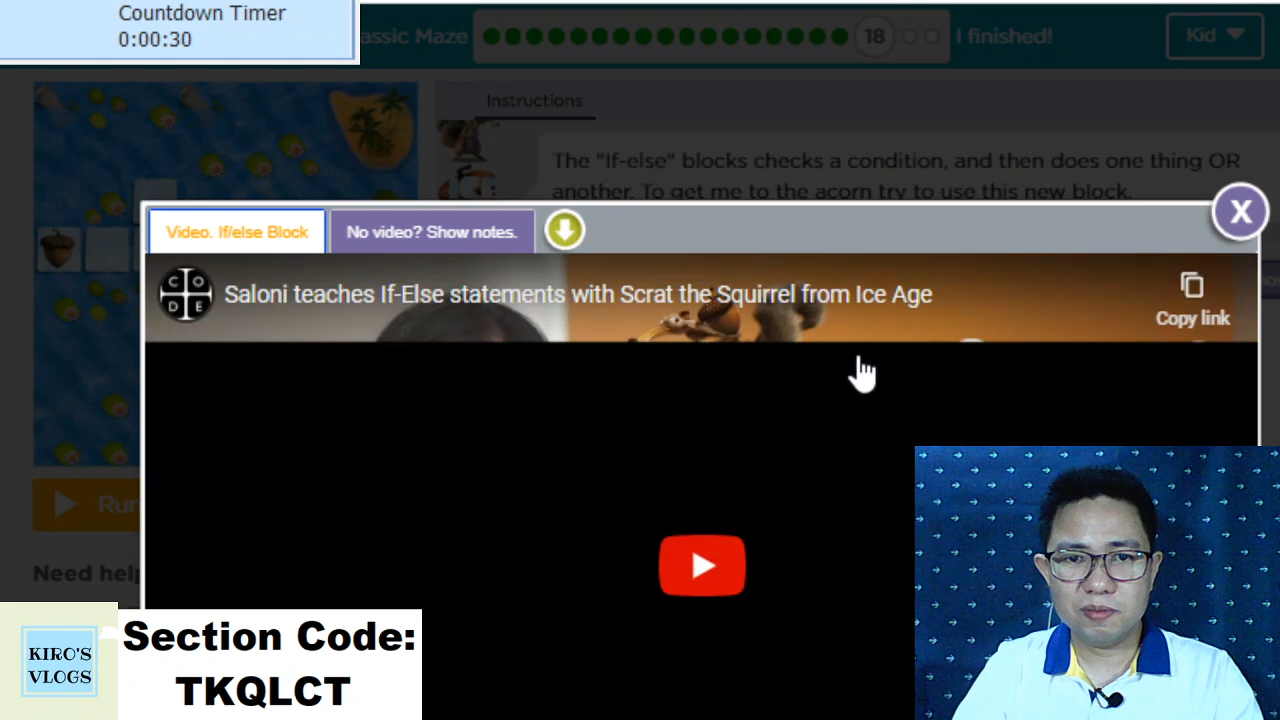 Countdown Timer
0:00:30
assic Maze
18
I finished!
Kid
Instructions
The "If-else" blocks checks a condition, and then does one thing OR
another. To get me to the acorn try to use this new block.
X
Video. If/else Block
No video? Show notes.
CODE
Saloni teaches If-Else statements with Scrat the Squirrel from Ice Age
Copy link
Run
Need help
KIRO'S
VLOGS
Section Code:
TKQLCT